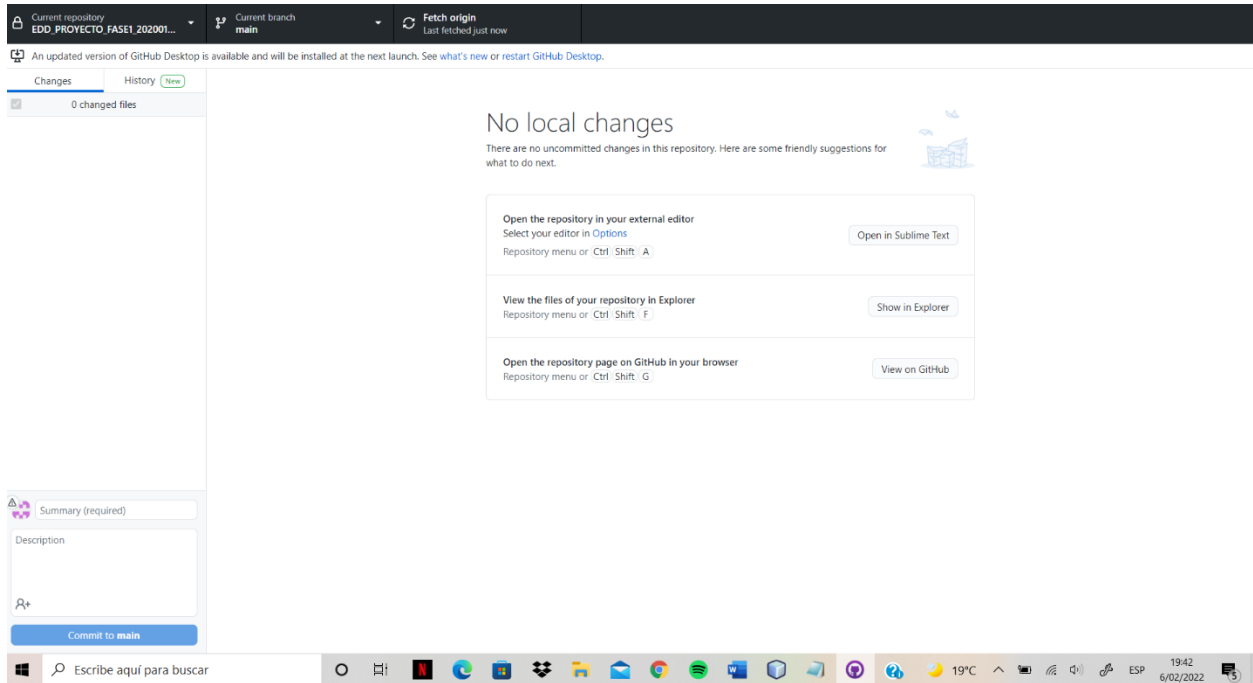 Current repository
EDD_PROYECTO_FASE1_202001...
Current branch
main
Fetch origin
Last fetched just now
An updated version of GitHub Desktop is available and will be installed at the next launch. See what's new or restart GitHub Desktop.
Changes
History New
0 changed files
No local changes
There are no uncommitted changes in this repository. Here are some friendly suggestions for
what to do next.
Open the repository in your external editor
Select your editor in Options
Repository menu or Ctrl Shift A
Open in Sublime Text
View the files of your repository in Explorer
Repository menu or Ctrl Shift F
Show in Explorer
Open the repository page on GitHub in your browser
Repository menu or Ctrl Shift G
View on GitHub
Summary (required)
Description
Commit to main
Escribe aquí para buscar
N
W
19°C
ESP
19:42
6/02/2022
5